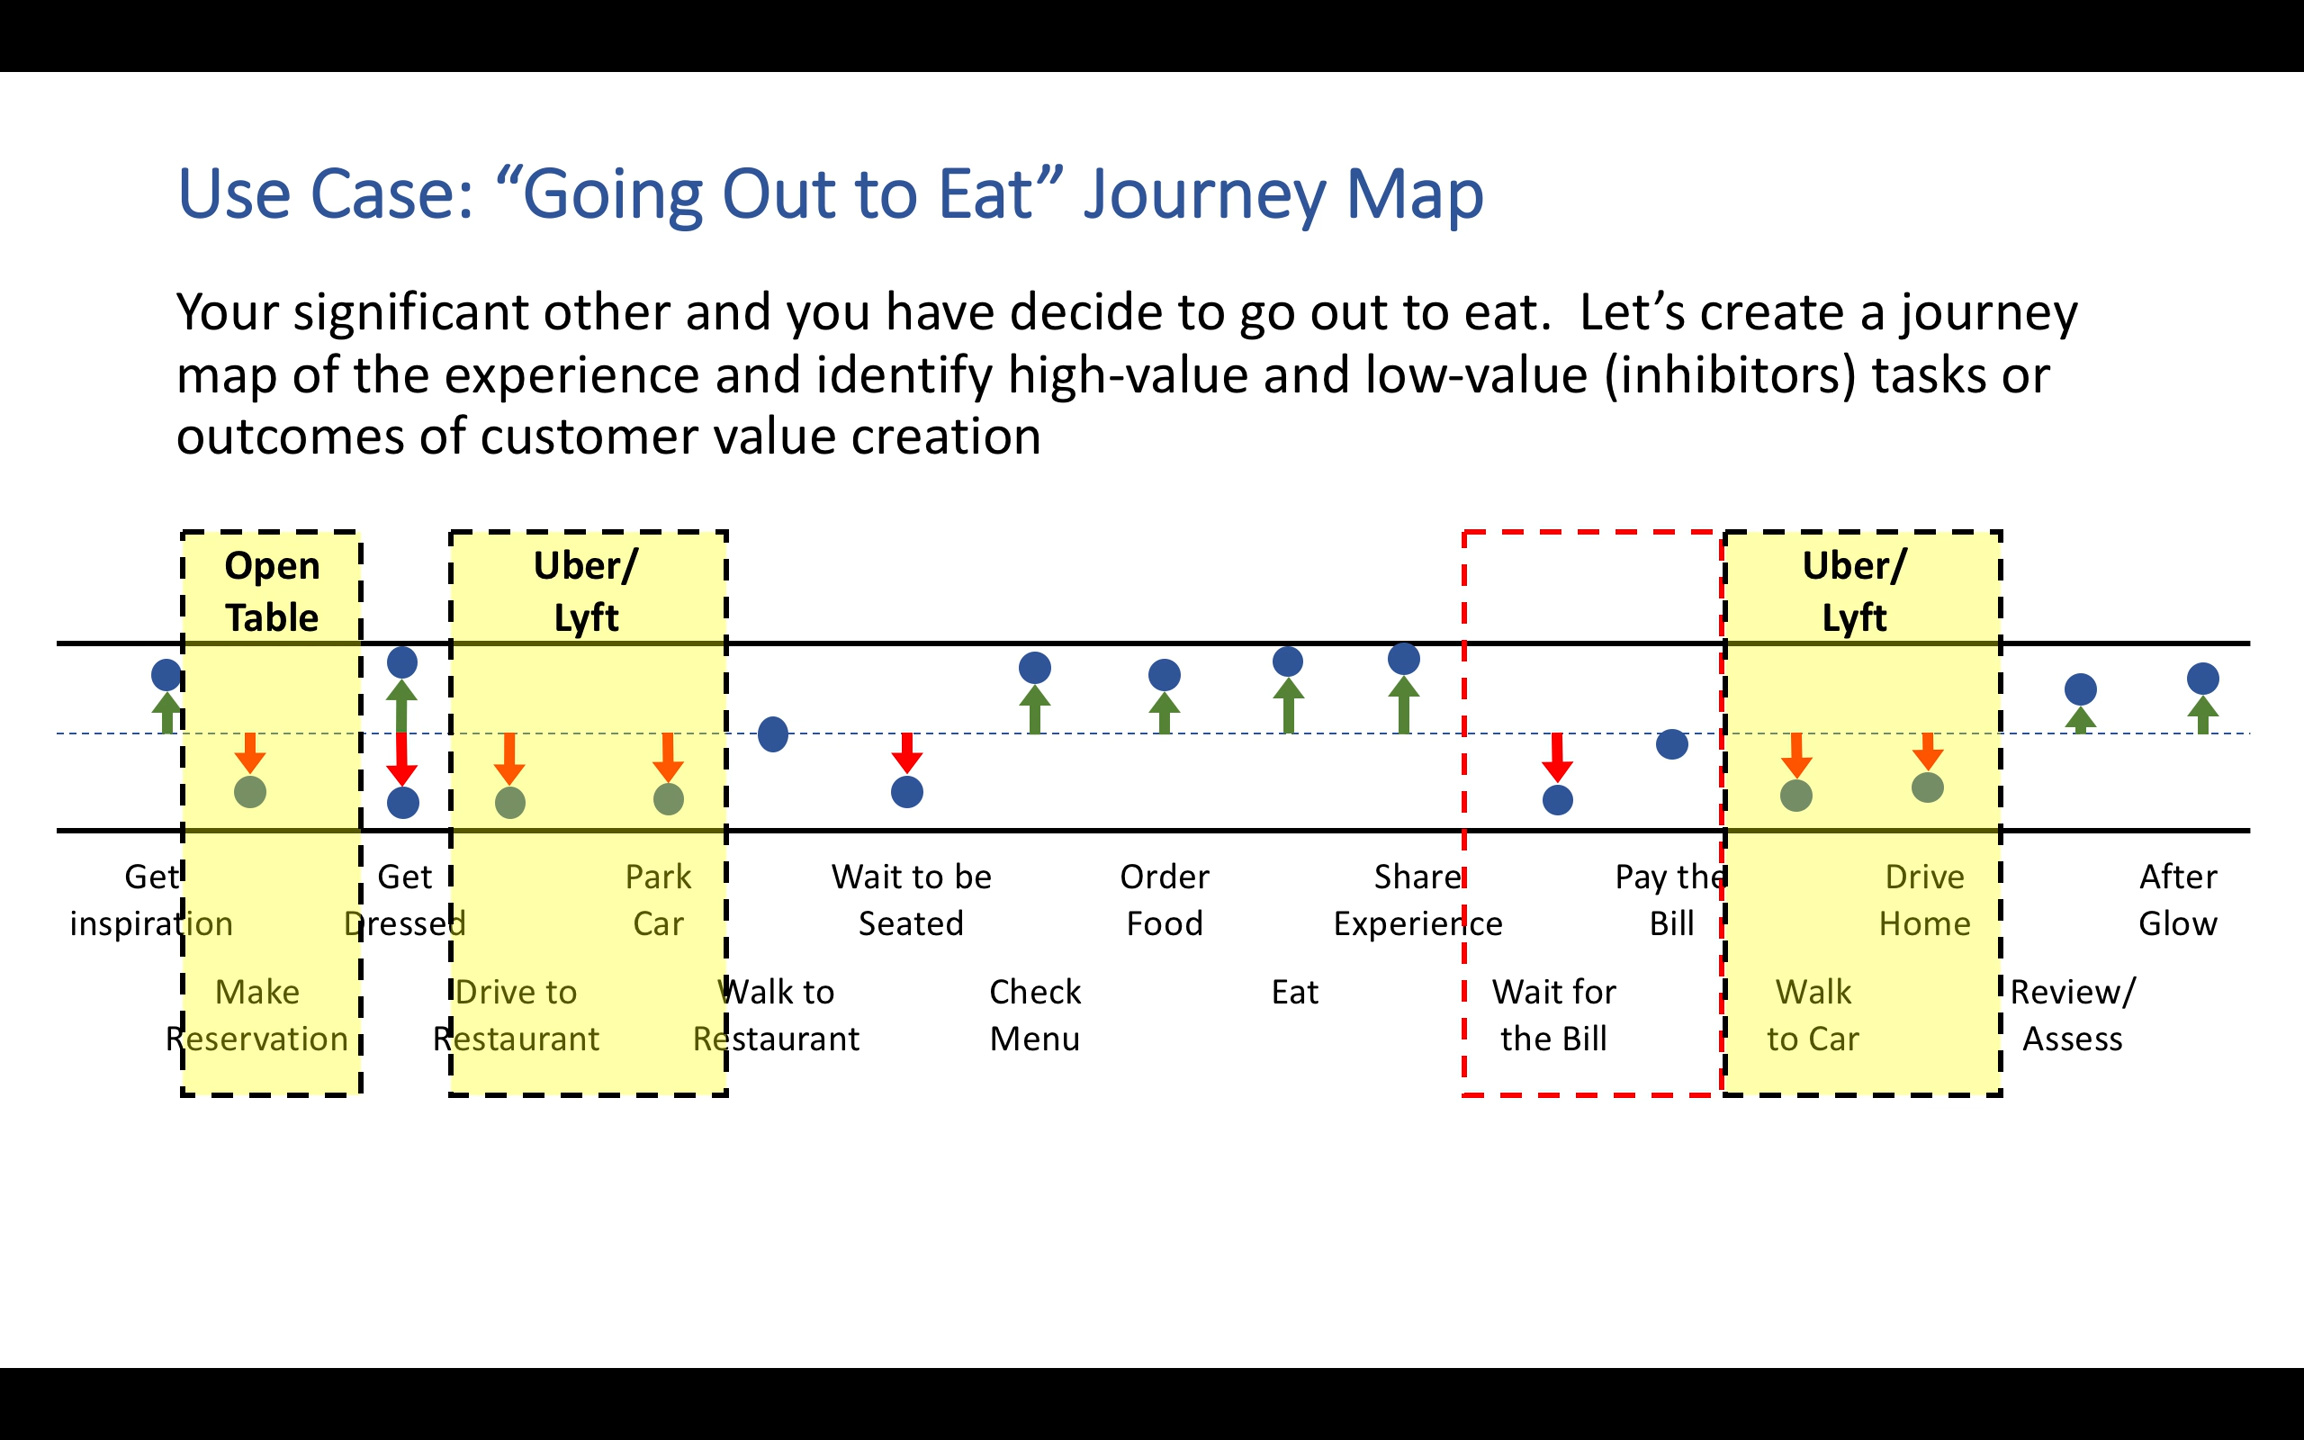 Use Case: “Going Out to Eat” Journey Map
Your significant other and you have decide to go out to eat.  Let’s create a journey
map of the experience and identify high-value and low-value (inhibitors) tasks or
outcomes of customer value creation
Open
Table
Uber/
Lyft
Uber/
Lyft
Get
inspiration
Make
Reservation
Get
Dressed
Drive to
Restaurant
Park
Car
Walk to
Restaurant
Wait to be
Seated
Check
Menu
Order
Food
Eat
Share
Experience
Wait for
the Bill
Pay the
Bill
Walk
to Car
Drive
Home
Review/
Assess
After
Glow